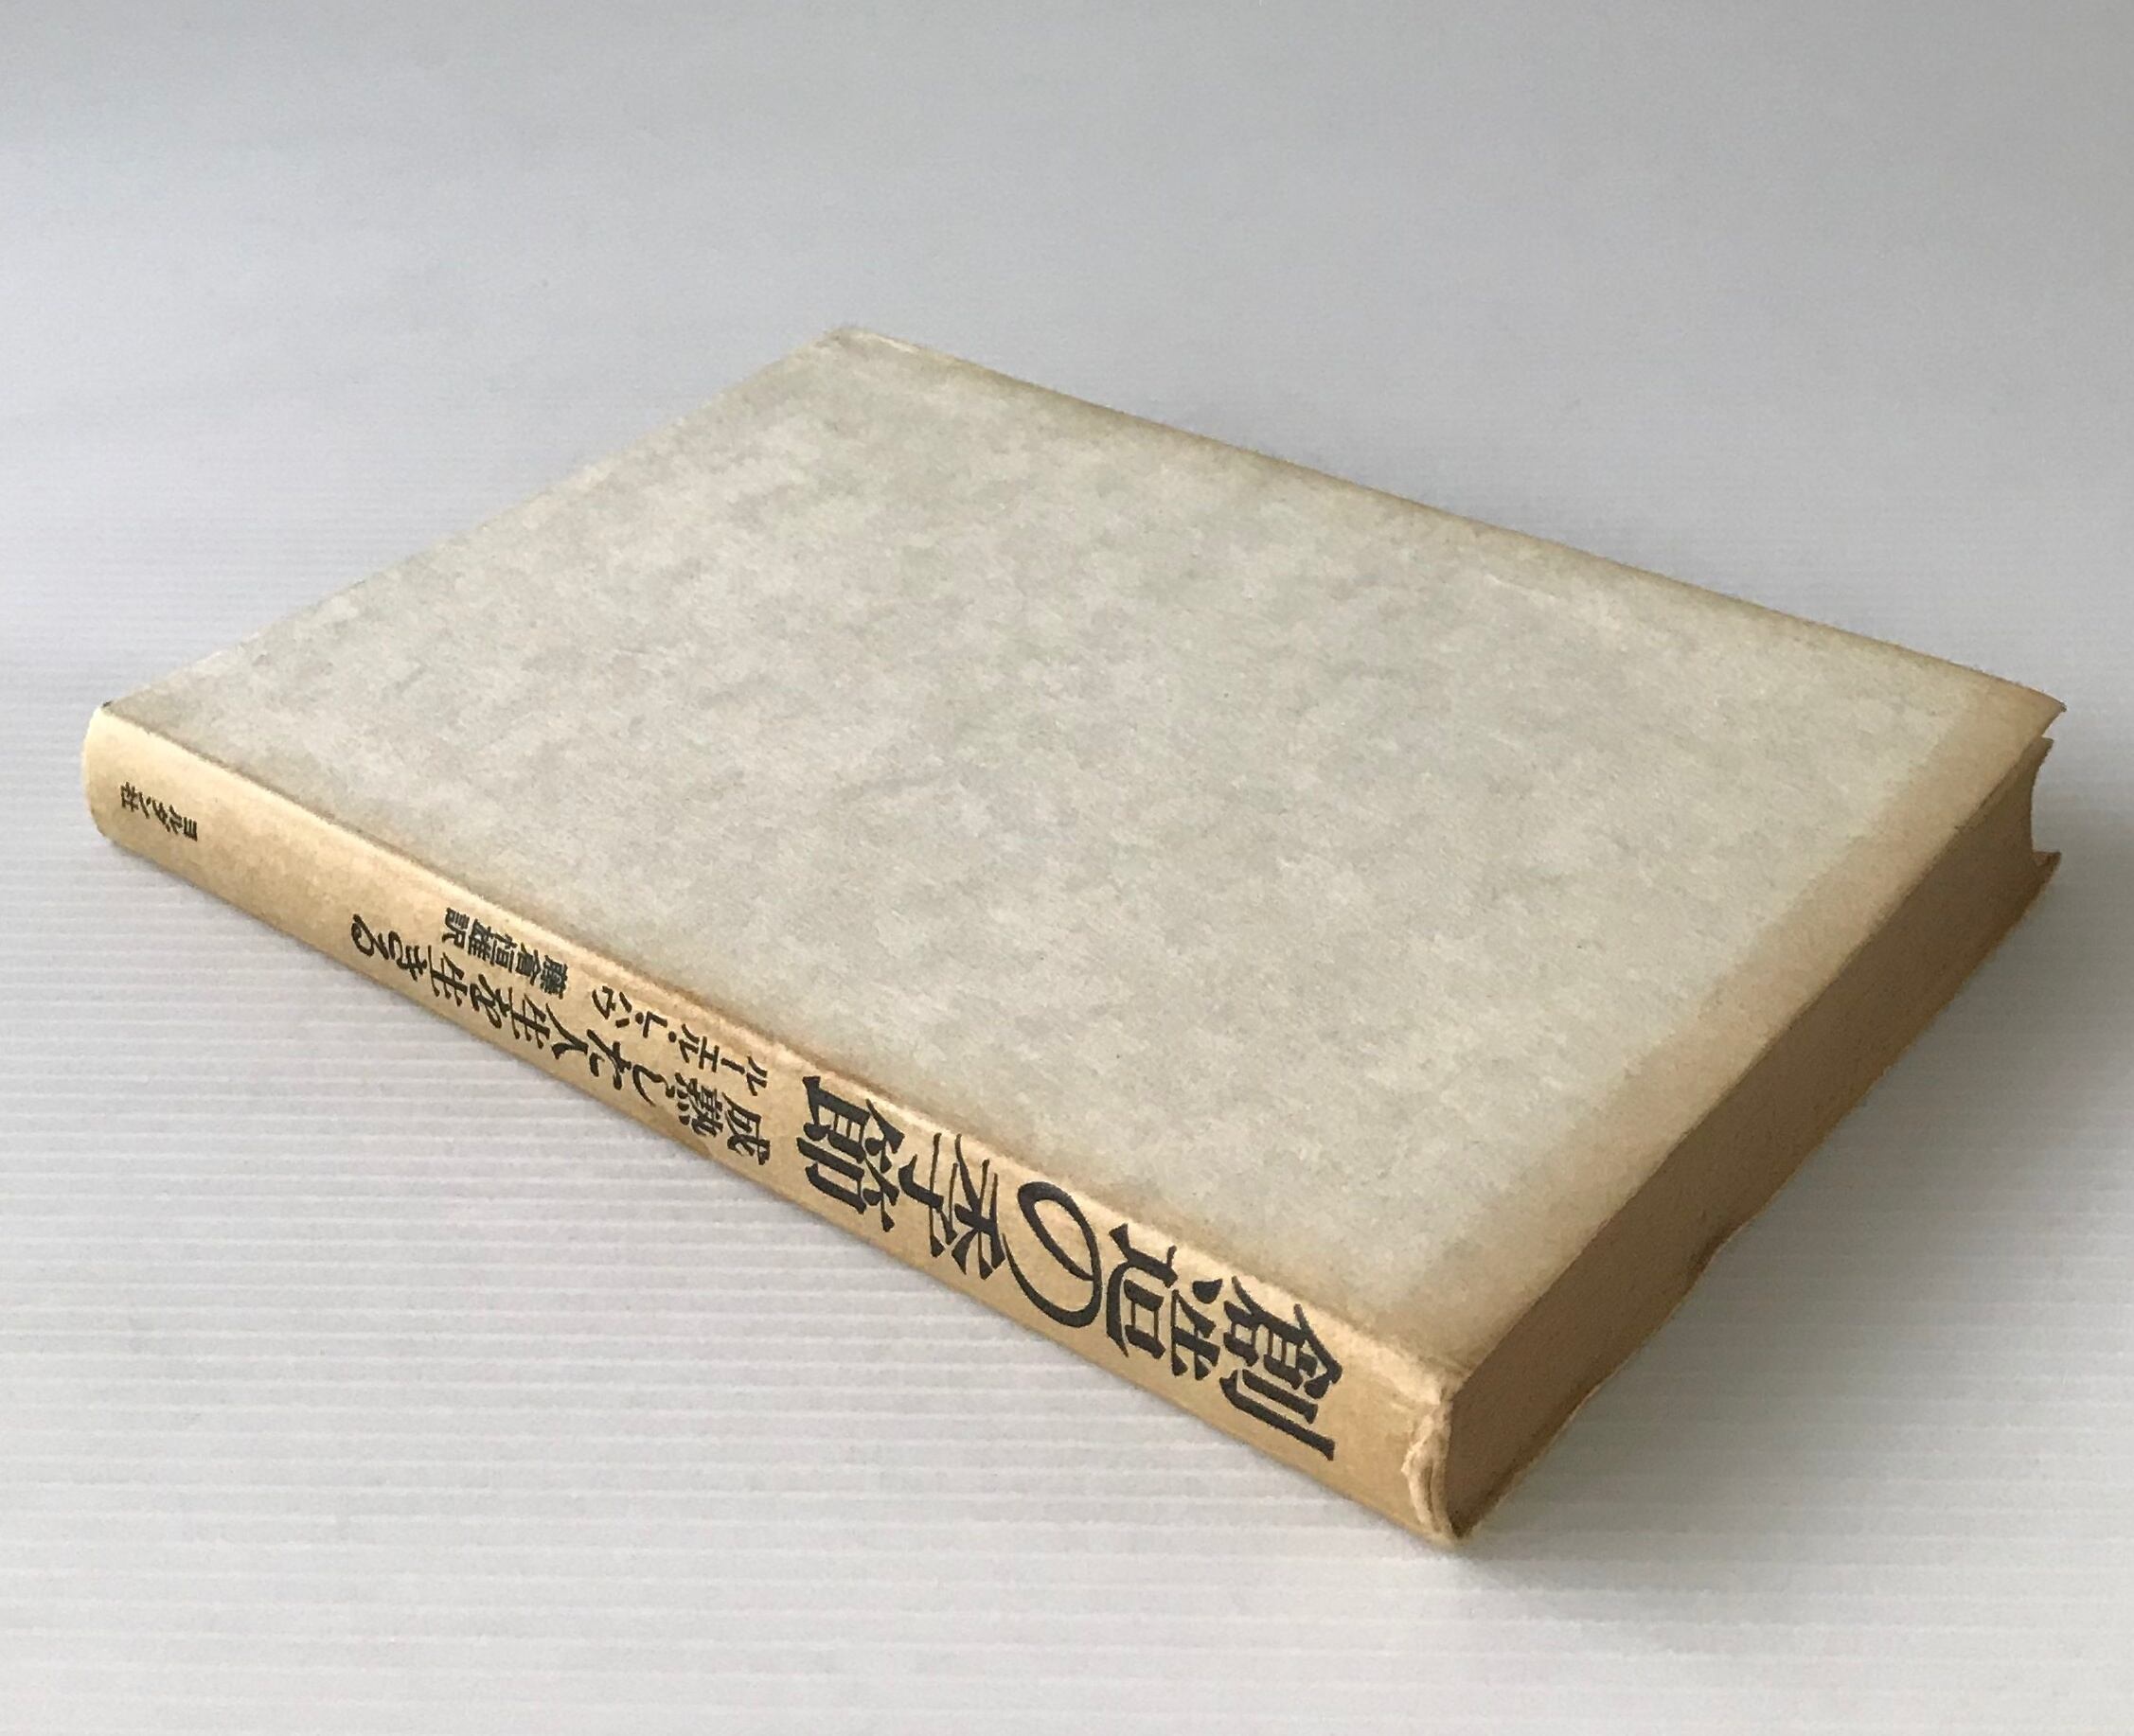 創造の季節
成熟した人生を生きる
ルーエル・L・ハウ
藤倉恒雄 訳
ヨルダン社